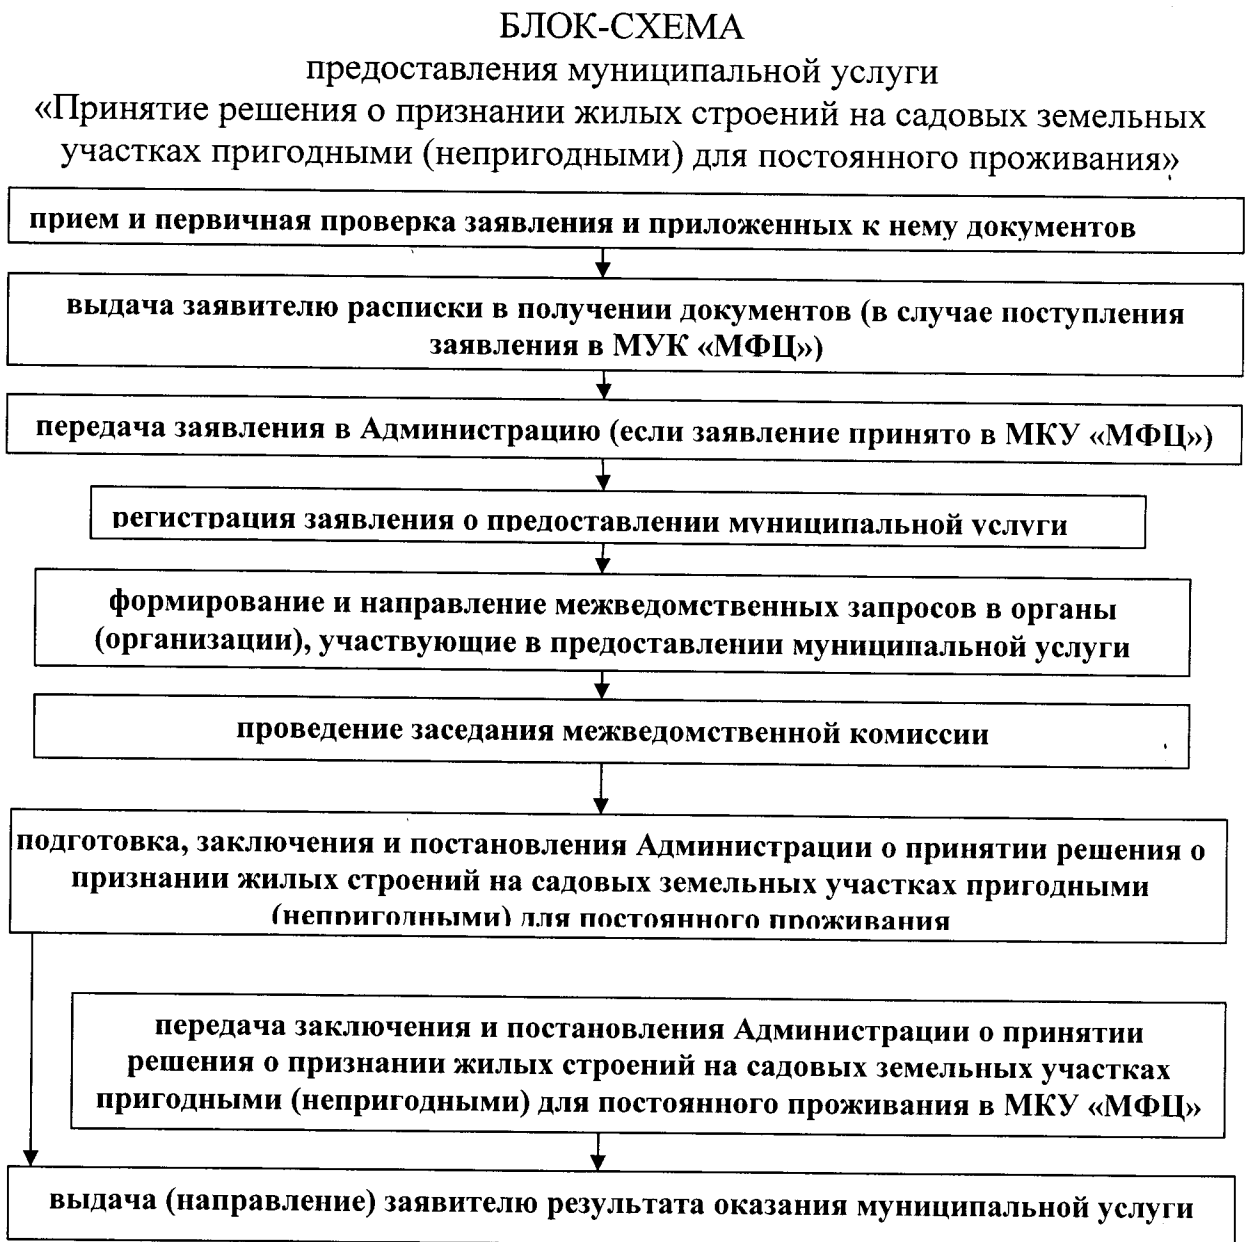 БЛОК-СХЕМА
предоставления муниципальной услуги
«Принятие решения о признании жилых строений на садовых земельных
участках пригодными (непригодными) для постоянного проживания»
прием и первичная проверка заявления и приложенных к нему документов
выдача заявителю расписки в получении документов (в случае поступления
заявления в МУК «МФЦ»)
передача заявления в Администрацию (если заявление принято в МКУ «МФЦ»)
регистрация заявления о предоставлении муниципальной услуги
формирование и направление межведомственных запросов в органы
(организации), участвующие в предоставлении муниципальной услуги
проведение заседания межведомственной комиссии
подготовка, заключения и постановления Администрации о принятии решения о
признании жилых строений на садовых земельных участках пригодными
(непригодными) для постоянного проживания
передача заключения и постановления Администрации о принятии
решения о признании жилых строений на садовых земельных участках
пригодными (непригодными) для постоянного проживания в МКУ «МФЦ»
выдача (направление) заявителю результата оказания муниципальной услуги